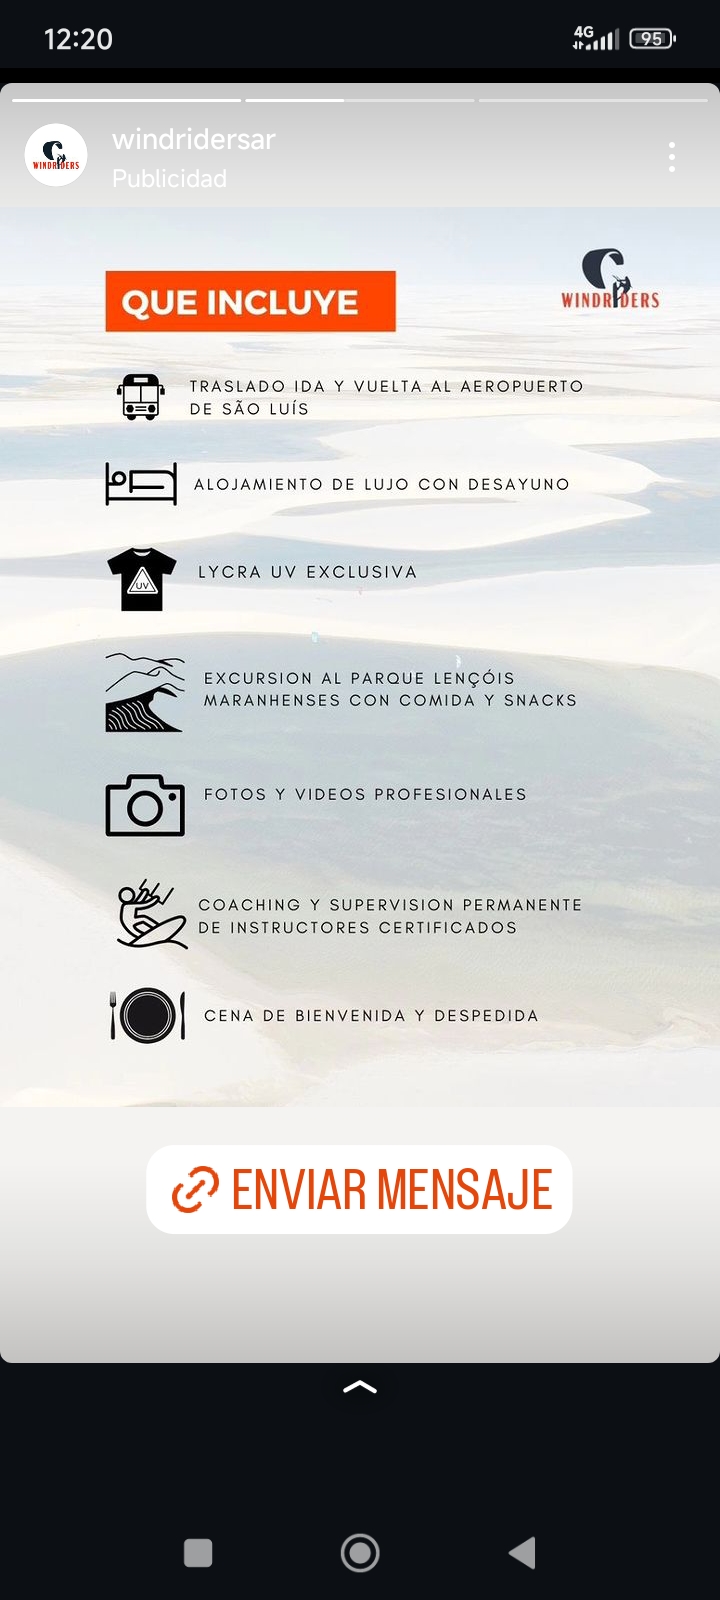 12:20
4G
95
windridersar
Publicidad
WINDRIDERS
QUE INCLUYE
WINDRIDERS
TRASLADO IDA Y VUELTA AL AEROPUERTO
DE SÃO LUÍS
ALOJAMIENTO DE LUJO CON DESAYUNO
UV
LYCRA UV EXCLUSIVA
EXCURSION AL PARQUE LENÇÓIS
MARANHENSES CON COMIDA Y SNACKS
FOTOS Y VIDEOS PROFESIONALES
COACHING Y SUPERVISION PERMANENTE
DE INSTRUCTORES CERTIFICADOS
CENA DE BIENVENIDA Y DESPEDIDA
ENVIAR MENSAJE